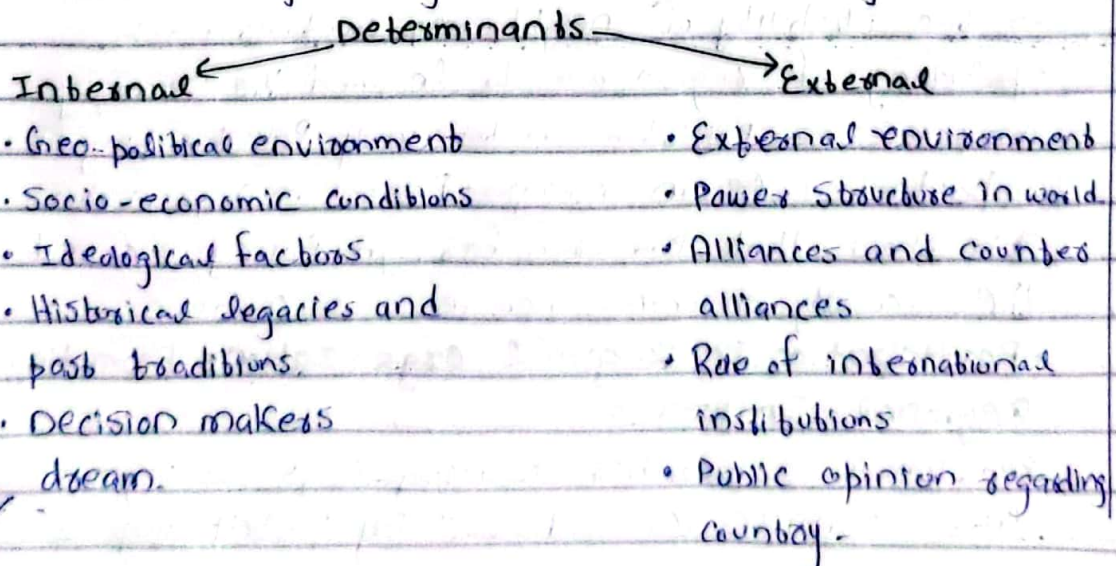 Determinants
Internal
External
· Geo-political environment
· Socio-economic conditions
· Ideological factors
· Historical legacies and
past traditions.
· Decision makers
dream.
· External environment
· Power structure in world
· Alliances and counter
alliances
· Role of international
institutions
· Public opinion regarding
country.